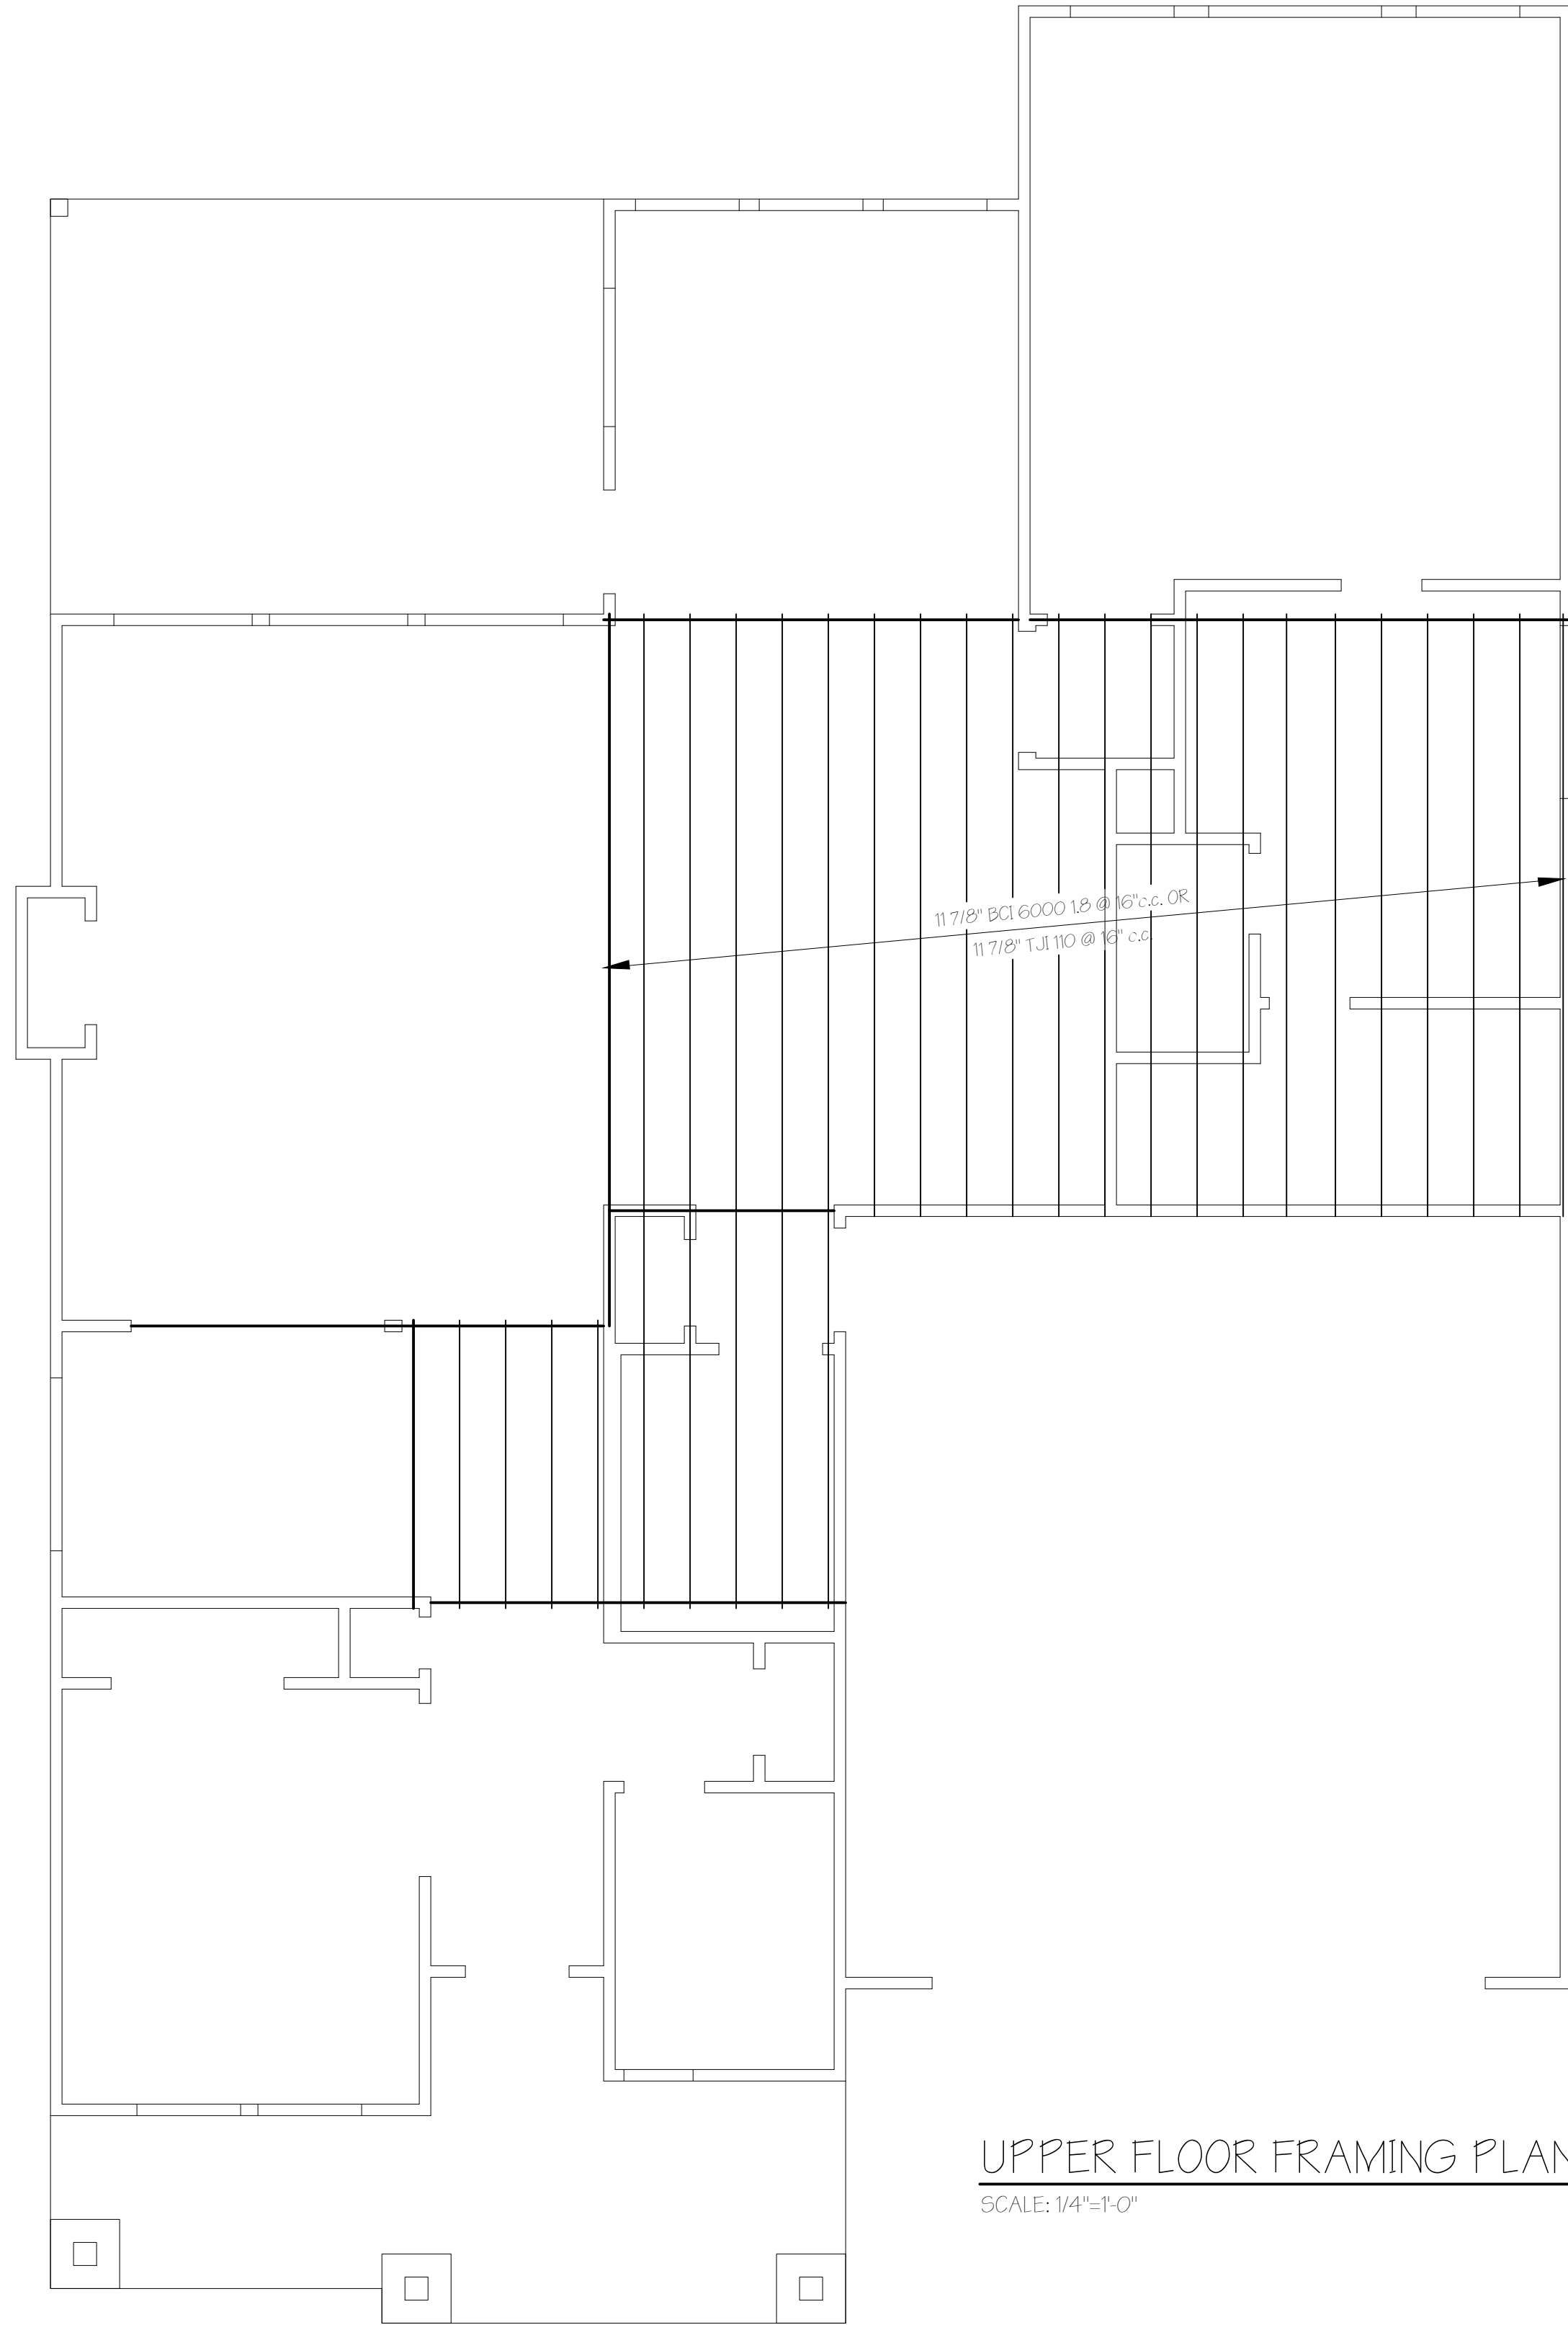 11 7/8" BCI 6000 1.8 @ 16"c.c. OR
11 7/8" TJI 110 @ 16" c.c.
UPPER FLOOR FRAMING PLAN
SCALE: 1/4"=1'-0"